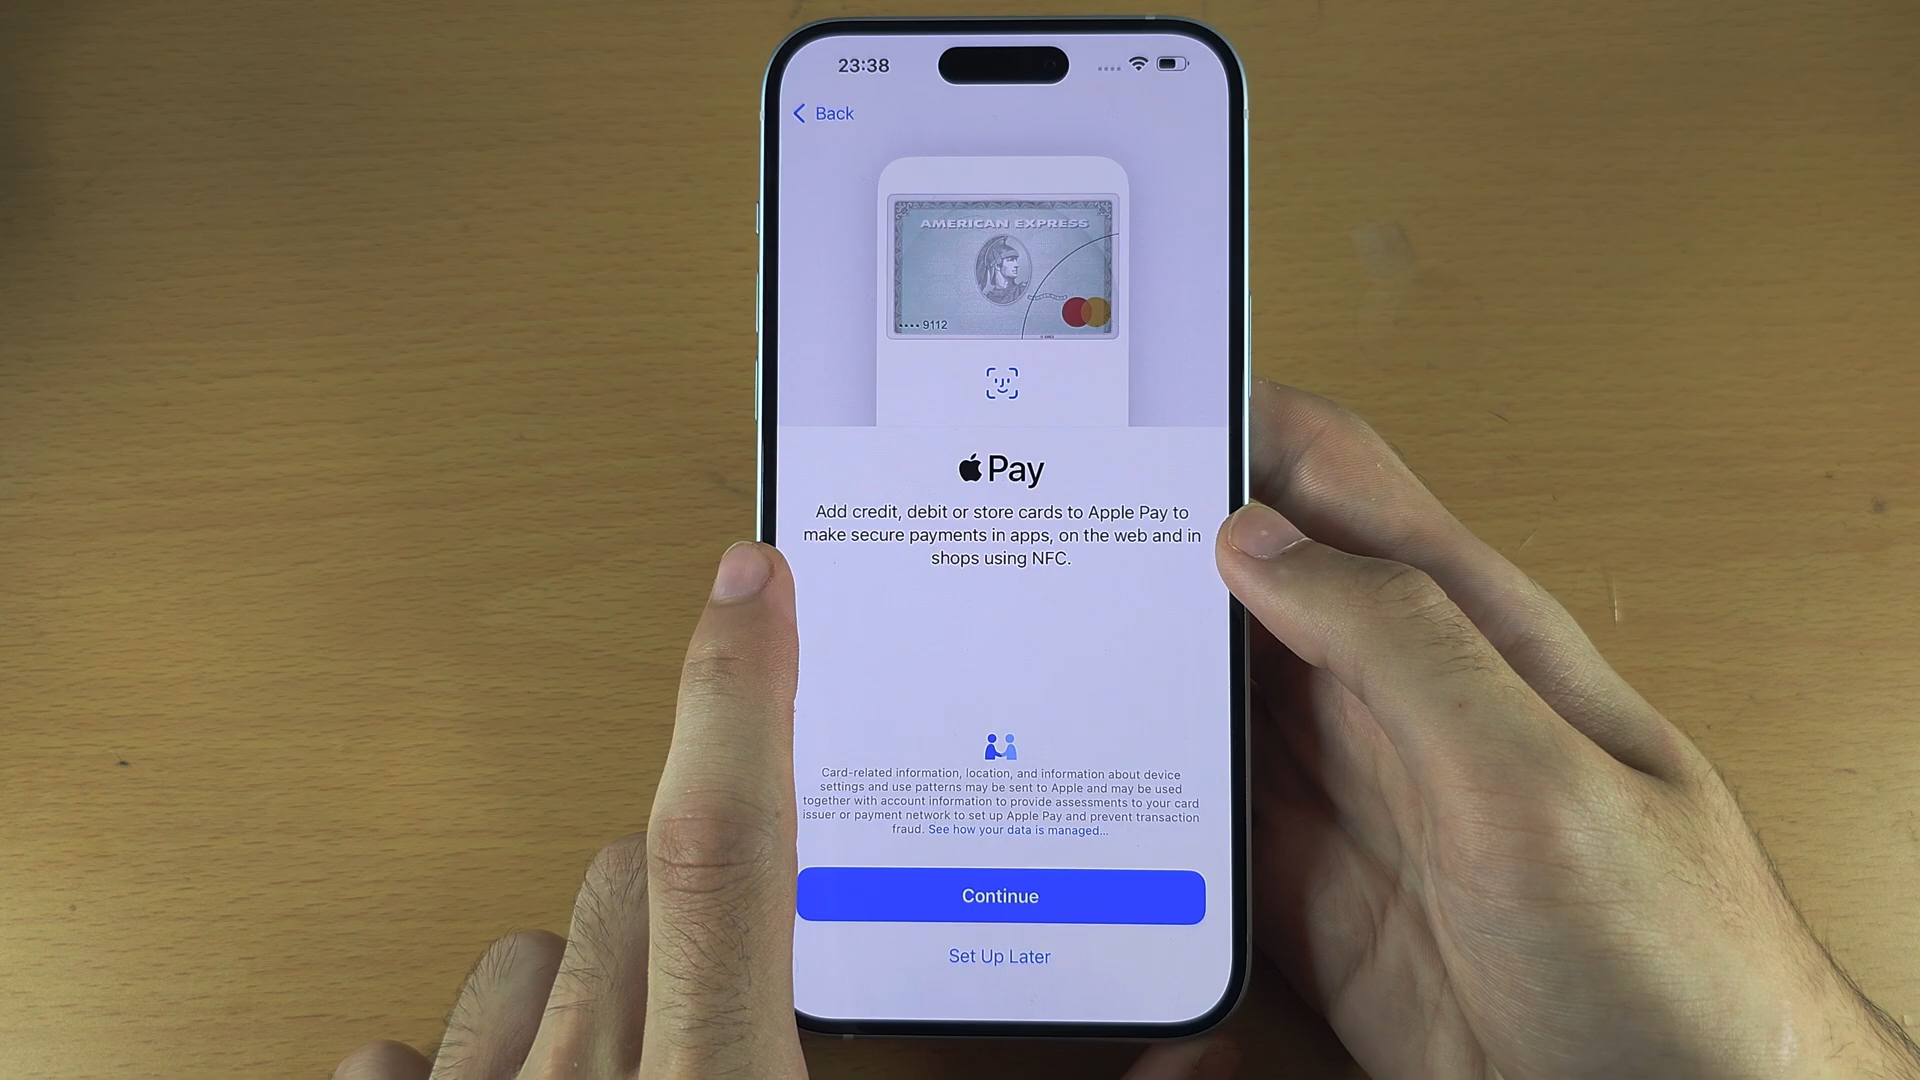 23:38
Back
AMERICAN EXPRESS
•••• 9112
Pay
Add credit, debit or store cards to Apple Pay to
make secure payments in apps, on the web and in
shops using NFC.
Card-related information, location, and information about device
settings and use patterns may be sent to Apple and may be used
together with account information to provide assessments to your card
issuer or payment network to set up Apple Pay and prevent transaction
fraud. See how your data is managed...
Continue
Set Up Later